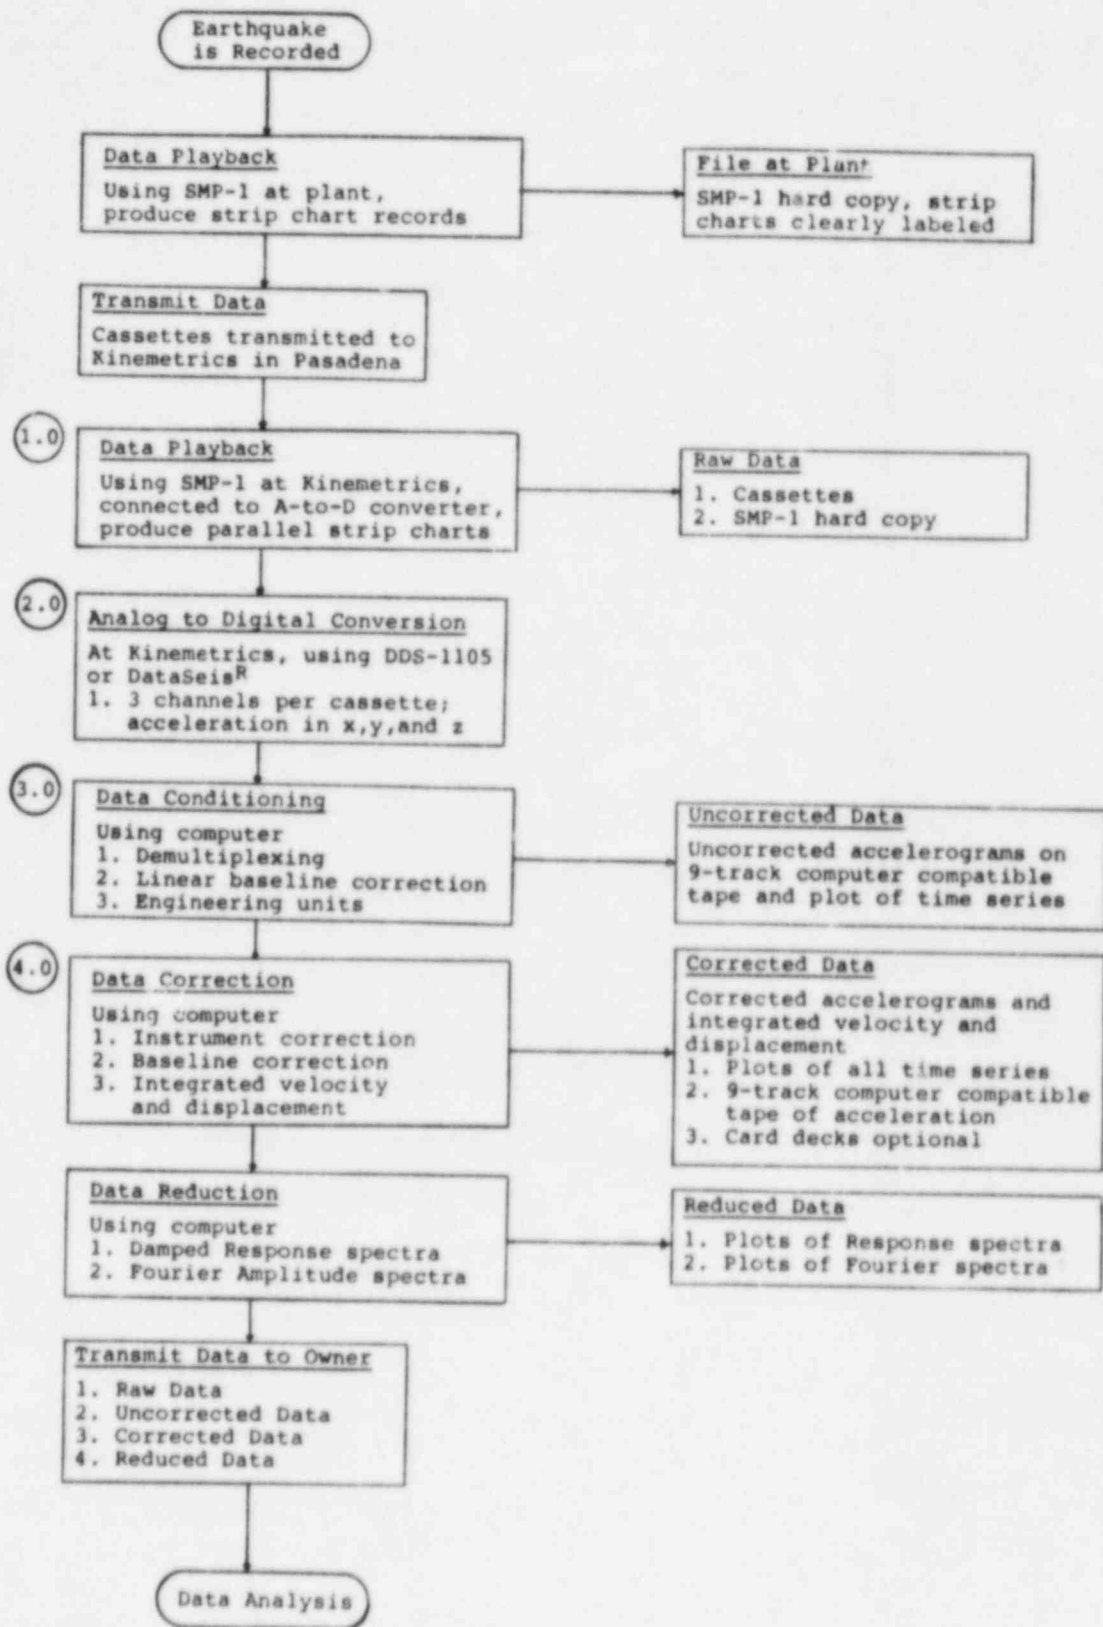 Earthquake
is Recorded
Data Playback
Using SMP-1 at plant,
produce strip chart records
File at Plant
SMP-1 hard copy, strip
charts clearly labeled
Transmit Data
Cassettes transmitted to
Kinemetrics in Pasadena
1.0
Data Playback
Using SMP-1 at Kinemetrics,
connected to A-to-D converter,
produce parallel strip charts
Raw Data
1. Cassettes
2. SMP-1 hard copy
2.0
Analog to Digital Conversion
At Kinemetrics, using DDS-1105
or DataSeisR
1. 3 channels per cassette;
acceleration in x,y,and z
3.0
Data Conditioning
Using computer
1. Demultiplexing
2. Linear baseline correction
3. Engineering units
Uncorrected Data
Uncorrected accelerograms on
9-track computer compatible
tape and plot of time series
4.0
Data Correction
Using computer
1. Instrument correction
2. Baseline correction
3. Integrated velocity
and displacement
Corrected Data
Corrected accelerograms and
integrated velocity and
displacement
1. Plots of all time series
2. 9-track computer compatible
tape of acceleration
3. Card decks optional
Data Reduction
Using computer
1. Damped Response spectra
2. Fourier Amplitude spectra
Reduced Data
1. Plots of Response spectra
2. Plots of Fourier spectra
Transmit Data to Owner
1. Raw Data
2. Uncorrected Data
3. Corrected Data
4. Reduced Data
Data Analysis